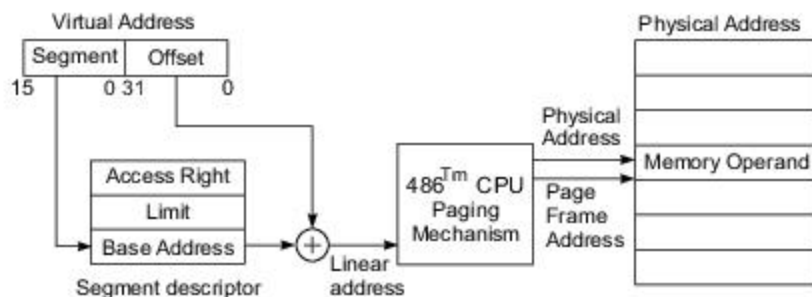 Virtual Address
Segment
Offset
15
0
31
0
Access Right
Limit
Base Address
Segment descriptor
+
Linear
address
486Tm CPU
Paging
Mechanism
Physical
Address
Page
Frame
Address
Physical Address
Memory Operand